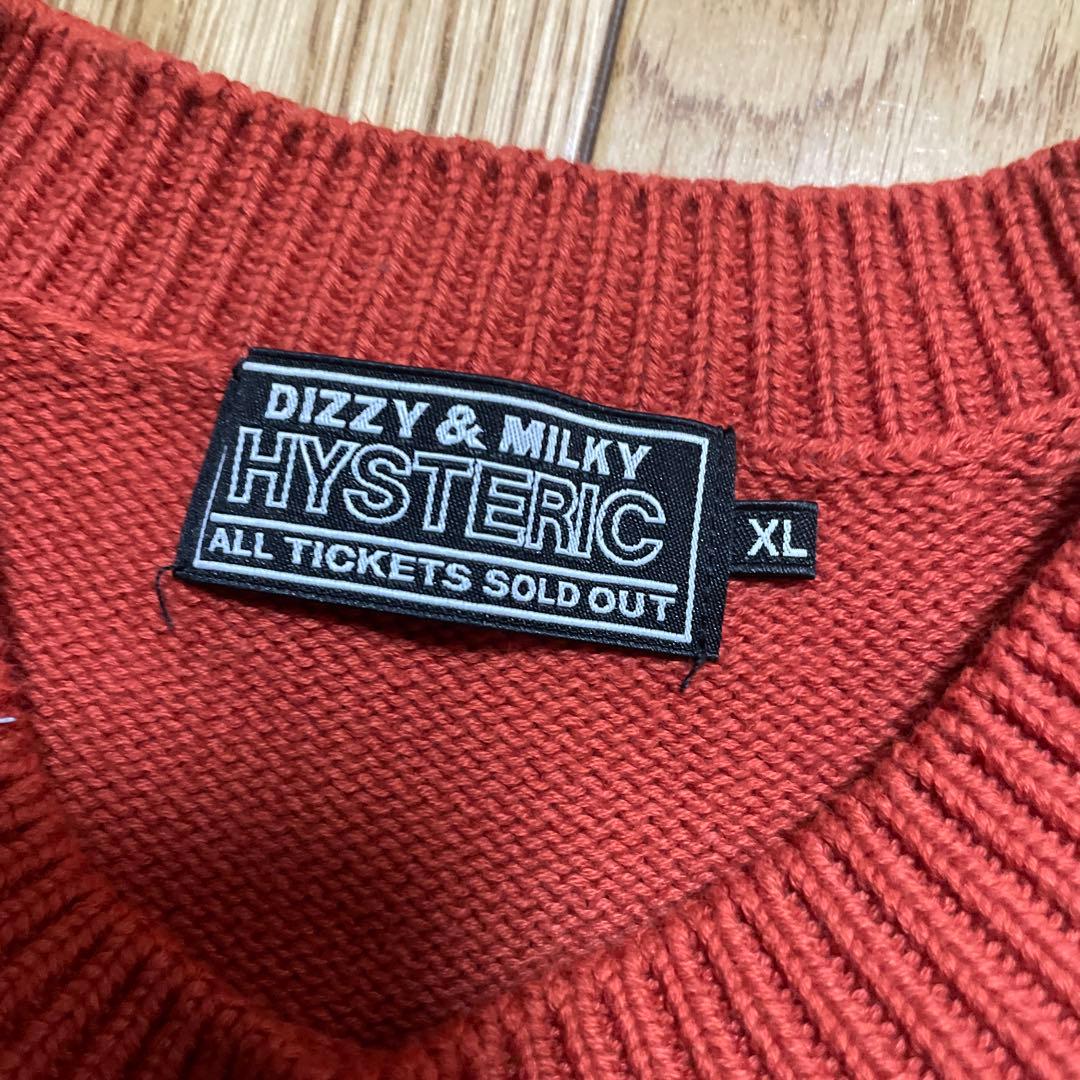 DIZZY & MILKY
HYSTERIC
ALL TICKETS SOLD OUT
XL